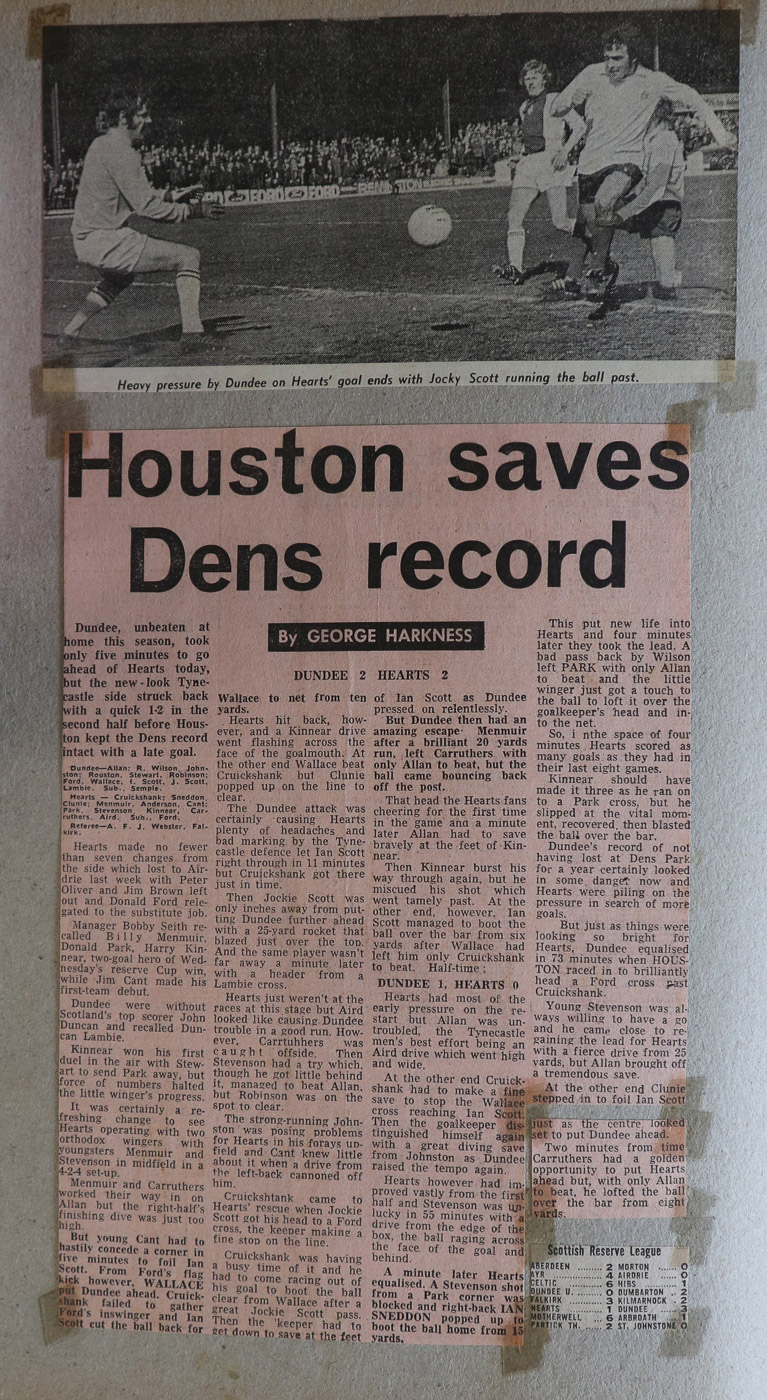 FORD FORD FORD
Heavy pressure by Dundee on Hearts' goal ends with Jocky Scott running the ball past.
Houston saves
Dens record
By GEORGE HARKNESS
DUNDEE 2 HEARTS 2
Dundee, unbeaten at
home this season, took
only five minutes to go
ahead of Hearts today,
but the new-look Tyne-
castle side struck back
with a quick 1-2 in the
second half before Hous-
ton kept the Dens record
intact with a late goal.
Dundee—Allan; R. Wilson, John-
ston; Rouston, Stewart, Robinson;
Ford, Wallace, I. Scott, J. Scott,
Lambie. Sub., Semple.
Hearts — Cruickshank; Sneddon,
Clunie; Menmuir, Anderson, Cant;
Park, Stevenson, Kinnear, Car-
ruthers, Aird. Sub., Ford.
Referee—A. F. J. Webster, Fal-
kirk.
Hearts made no fewer
than seven changes from
the side which lost to Air-
drie last week with Peter
Oliver and Jim Brown left
out and Donald Ford rele-
gated to the substitute job.
Manager Bobby Seith re-
called Billy Menmuir,
Donald Park, Harry Kin-
near, two-goal hero of Wed-
nesday's reserve Cup win,
while Jim Cant made his
first-team debut.
Dundee were without
Scotland's top scorer John
Duncan and recalled Dun-
can Lambie.
Kinnear won his first
duel in the air with Stew-
art to send Park away, but
force of numbers halted
the little winger's progress.
It was certainly a re-
freshing change to see
Hearts operating with two
orthodox wingers with
youngsters Menmuir and
Stevenson in midfield in a
4-2-4 set-up.
Menmuir and Carruthers
worked their way in on
Allan but the right-half's
finishing dive was just too
high.
But young Cant had to
hastily concede a corner in
five minutes to foil Ian
Scott. From Ford's flag
kick however, WALLACE
put Dundee ahead. Cruick-
shank failed to gather
Ford's inswinger and Ian
Scott cut the ball back for
Wallace to net from ten
yards.
Hearts hit back, how-
ever, and a Kinnear drive
went flashing across the
face of the goalmouth. At
the other end Wallace beat
Cruickshank but Clunie
popped up on the line to
clear.
The Dundee attack was
certainly causing Hearts
plenty of headaches and
bad marking by the Tyne-
castle defence let Ian Scott
right through in 11 minutes
but Cruickshank got there
just in time.
Then Jockie Scott was
only inches away from put-
ting Dundee further ahead
with a 25-yard rocket that
blazed just over the top.
And the same player wasn't
far away a minute later
with a header from a
Lambie cross.
Hearts just weren't at the
races at this stage but Aird
looked like causing Dundee
trouble in a good run. How-
ever, Carrtuhhers was
caught offside. Then
Stevenson had a try which,
though he got little behind
it, managed to beat Allan,
but Robinson was on the
spot to clear.
The strong-running John-
ston was posing problems
for Hearts in his forays un-
field and Cant knew little
about it when a drive from
the left-back cannoned off
him.
Cruickhstank came to
Hearts' rescue when Jockie
Scott got his head to a Ford
cross, the keeper making a
fine stop on the line.
Cruickshank was having
a busy time of it and he
had to come racing out of
his goal to boot the ball
clear from Wallace after a
great Jockie Scott pass.
Then the 'keeper had to
get down to save at the feet
of Ian Scott as Dundee
pressed on relentlessly.
But Dundee then had an
amazing escape. Menmuir
after a brilliant 20 yards
run, left Carruthers with
only Allan to beat, but the
ball came bouncing back
off the post.
That head the Hearts fans
cheering for the first time
in the game and a minute
later Allan had to save
bravely at the feet of Kin-
near.
Then Kinnear burst his
way through again, but he
miscued his shot which
went tamely past. At the
other end, however, Ian
Scott managed to boot the
ball over the bar from six
yards after Wallace had
left him only Cruickshank
to beat. Half-time:
DUNDEE 1, HEARTS 0
Hearts had most of the
early pressure on the re-
start but Allan was un-
troubled, the Tynecastle
men's best effort being an
Aird drive which went high
and wide.
At the other end Cruick-
shank had to make a fine
save to stop the Wallace
cross reaching Ian Scott.
Then the goalkeeper dis-
tinguished himself again
with a great diving save
from Johnston as Dundee
raised the tempo again.
Hearts however had im-
proved vastly from the first
half and Stevenson was un-
lucky in 55 minutes with a
drive from the edge of the
box, the ball raging across
the face of the goal and
behind.
A minute later Hearts
equalised. A Stevenson shot
from a Park corner was
blocked and right-back IAN
SNEDDON popped up to
boot the ball home from 15
yards.
This put new life into
Hearts and four minutes
later they took the lead. A
bad pass back by Wilson
left PARK with only Allan
to beat and the little
winger just got a touch to
the ball to loft it over the
goalkeeper's head and in-
to the net.
So, i nthe space of four
minutes Hearts scored as
many goals as they had in
their last eight games.
Kinnear should have
made it three as he ran on
to a Park cross, but he
slipped at the vital mom-
ent, recovered, then blasted
the ball over the bar.
Dundee's record of not
having lost at Dens Park
for a year certainly looked
in some danger now and
Hearts were piling on the
pressure in search of more
goals.
But just as things were
looking so bright for
Hearts, Dundee equalised
in 73 minutes when HOUS-
TON raced in to brilliantly
head a Ford cross past
Cruickshank.
Young Stevenson was al-
ways willing to have a go
and he came close to re-
gaining the lead for Hearts
with a fierce drive from 25
yards, but Allan brought off
a tremendous save.
At the other end Clunie
stepped in to foil Ian Scott
just as the centre looked
set to put Dundee ahead.
Two minutes from time
Carruthers had a golden
opportunity to put Hearts
ahead but, with only Allan
to beat, he lofted the ball
over the bar from eight
yards.
Scottish Reserve League
ABERDEEN 2 MORTON 0
AYR 4 AIRDRIE 0
CELTIC 6 HIBS 1
DUNDEE U. 0 DUMBARTON 2
FALKIRK 3 KILMARNOCK 2
HEARTS 1 DUNDEE 3
MOTHERWELL 6 ARBROATH 1
PARTICK TH. 2 ST. JOHNSTONE 0